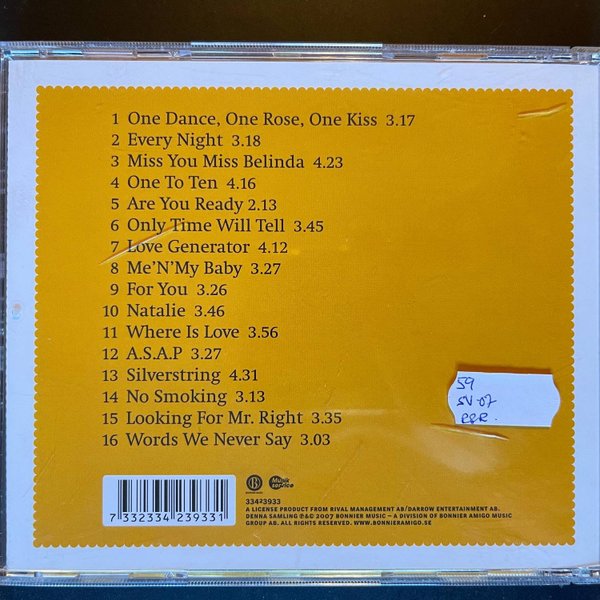 1 One Dance, One Rose, One Kiss 3.17
2 Every Night 3.18
3 Miss You Miss Belinda 4.23
4 One To Ten 4.16
5 Are You Ready 2.13
6 Only Time Will Tell 3.45
7 Love Generator 4.12
8 Me'N'My Baby 3.27
9 For You 3.26
10 Natalie 3.46
11 Where Is Love 3.56
12 A.S.A.P 3.27
13 Silverstring 4.31
14 No Smoking 3.13
15 Looking For Mr. Right 3.35
16 Words We Never Say 3.03
59
SV-07
RRR.
7 332334 239331
B
Musik service
33423933
A LICENSE PRODUCT FROM RIVAL MANAGEMENT AB/DARROW ENTERTAINMENT AB.
DENNA SAMLING ℗&© 2007 BONNIER MUSIC – A DIVISION OF BONNIER AMIGO MUSIC
GROUP AB. ALL RIGHTS RESERVED. WWW.BONNIERAMIGO.SE